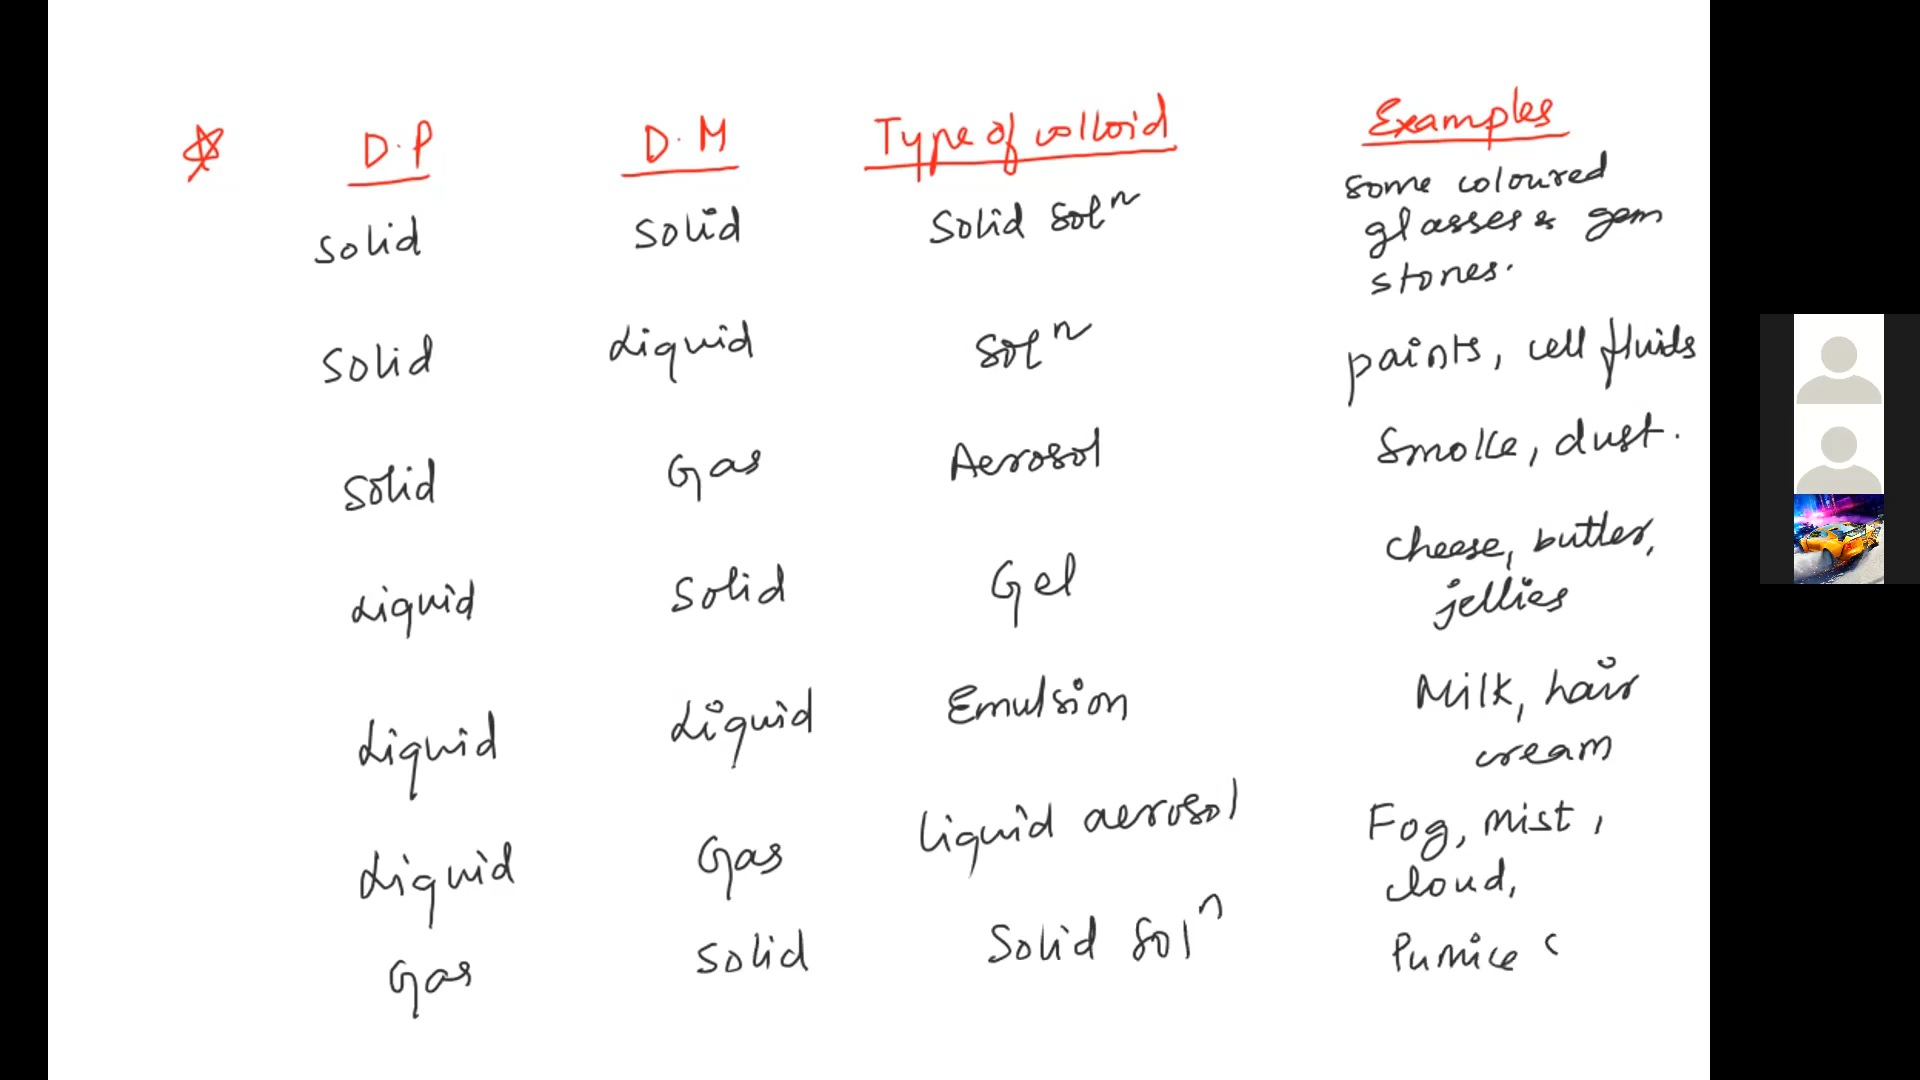 D.P D.M Type of colloid Examples
Solid Solid Solid Solⁿ some coloured
glasses & gem
stones.
Solid Liquid Solⁿ paints, cell fluids
Solid Gas Aerosol Smoke, dust.
Liquid Solid Gel cheese, butter,
jellies
Liquid Liquid Emulsion Milk, hair
cream
Liquid Gas liquid aerosol Fog, mist,
cloud,
Gas Solid Solid Solⁿ Pumice